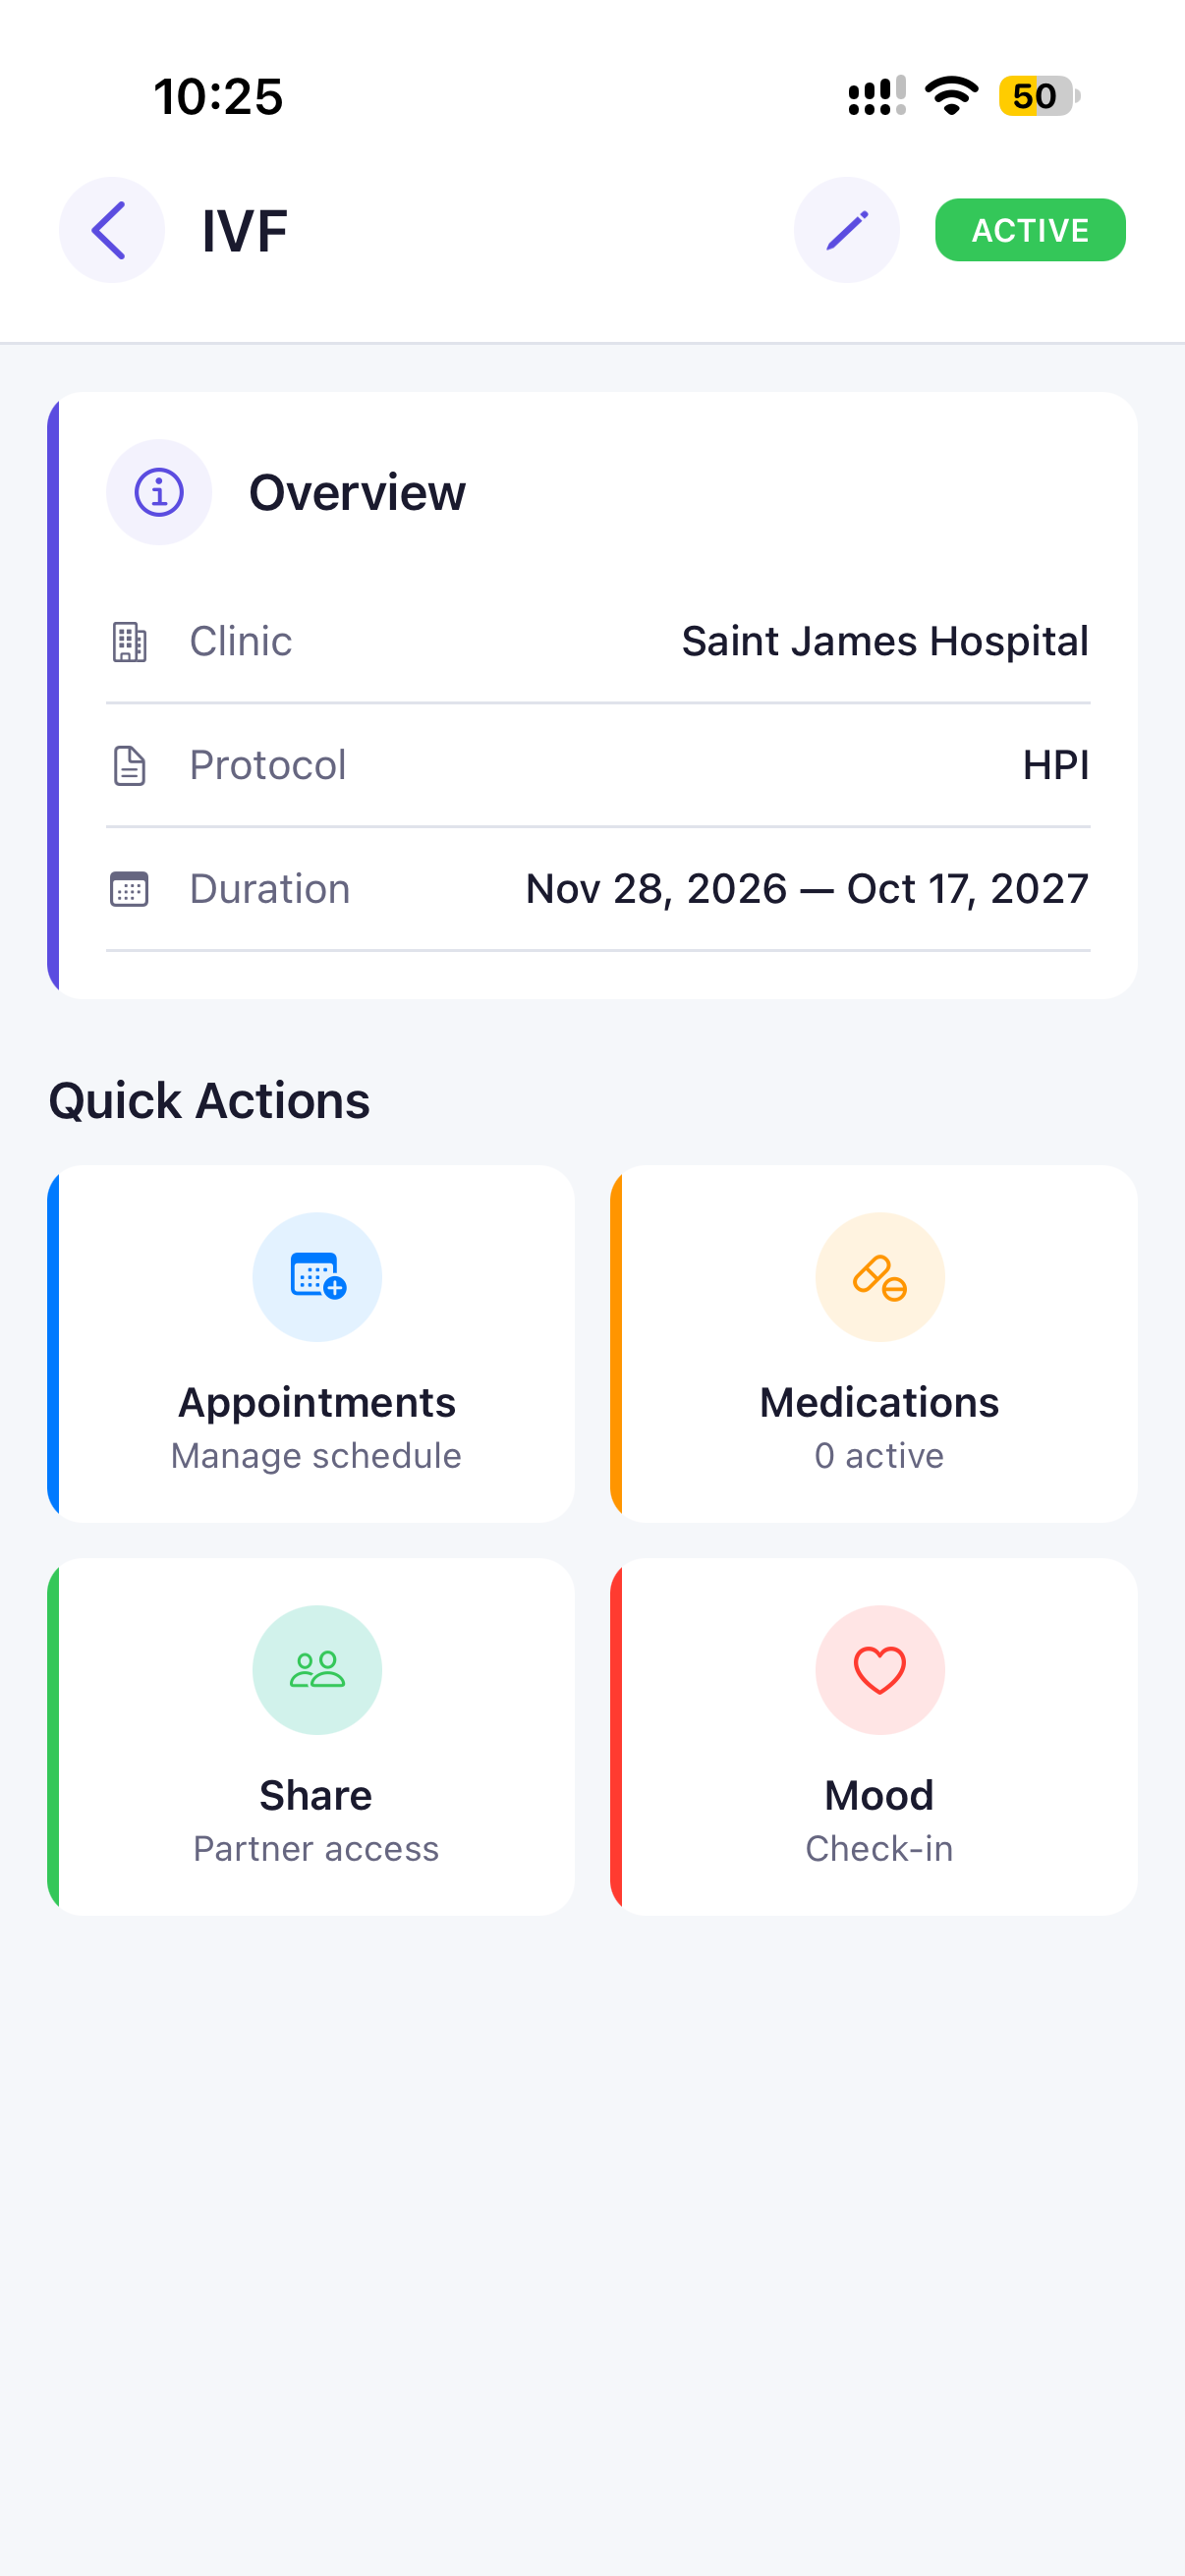 10:25
50
IVF
ACTIVE
Overview
Clinic
Saint James Hospital
Protocol
HPI
Duration
Nov 28, 2026 — Oct 17, 2027
Quick Actions
Appointments
Manage schedule
Medications
0 active
Share
Partner access
Mood
Check-in